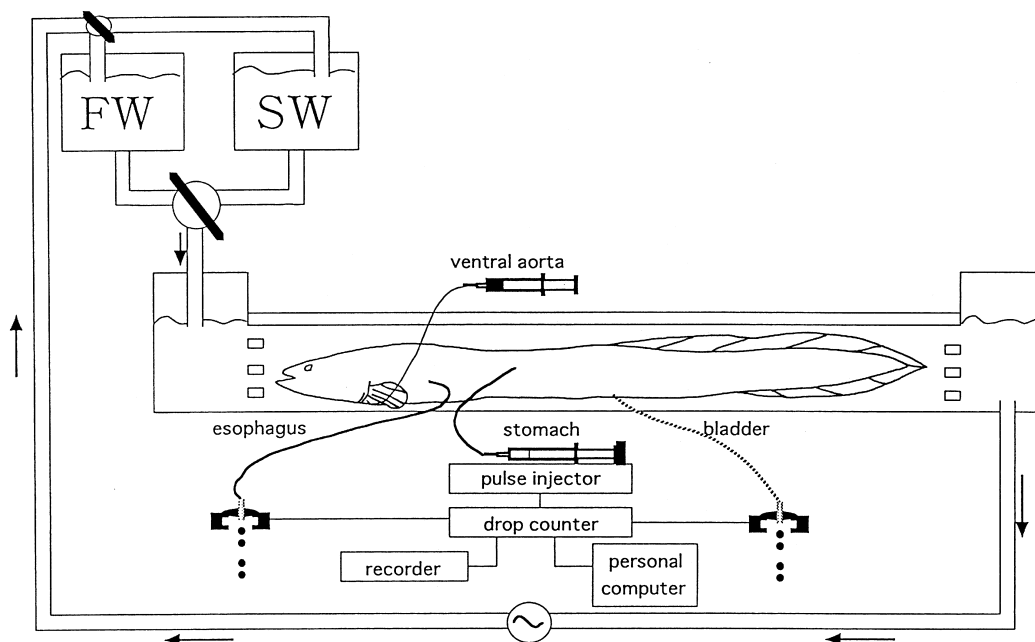 FW
SW
ventral aorta
esophagus
stomach
bladder
pulse injector
drop counter
recorder
personal
computer